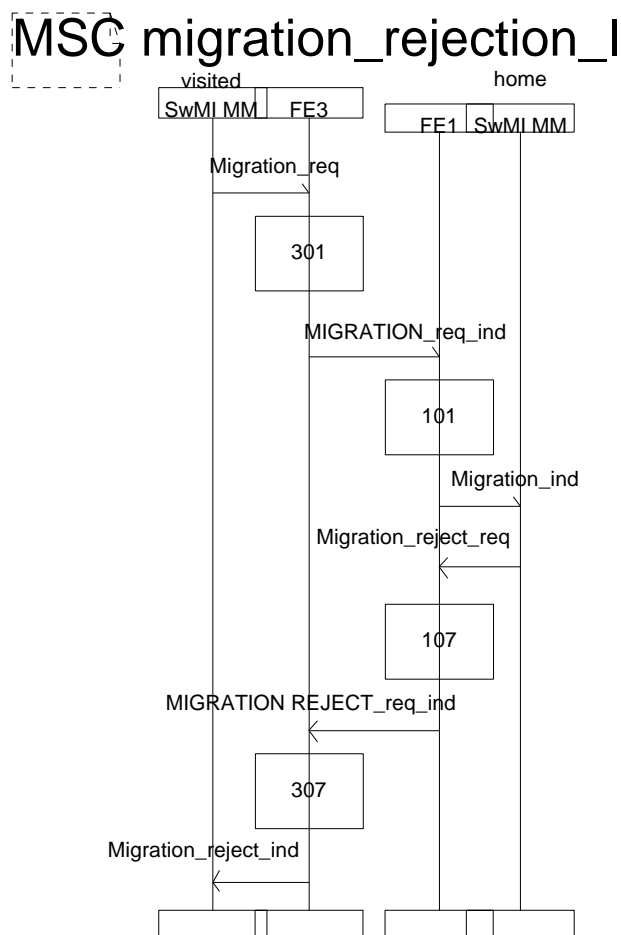 MSC migration_rejection_I
visited
home
SwMI MM FE3
FE1 SwMI MM
Migration_req
301
MIGRATION_req_ind
101
Migration_ind
Migration_reject_req
107
MIGRATION REJECT_req_ind
307
Migration_reject_ind